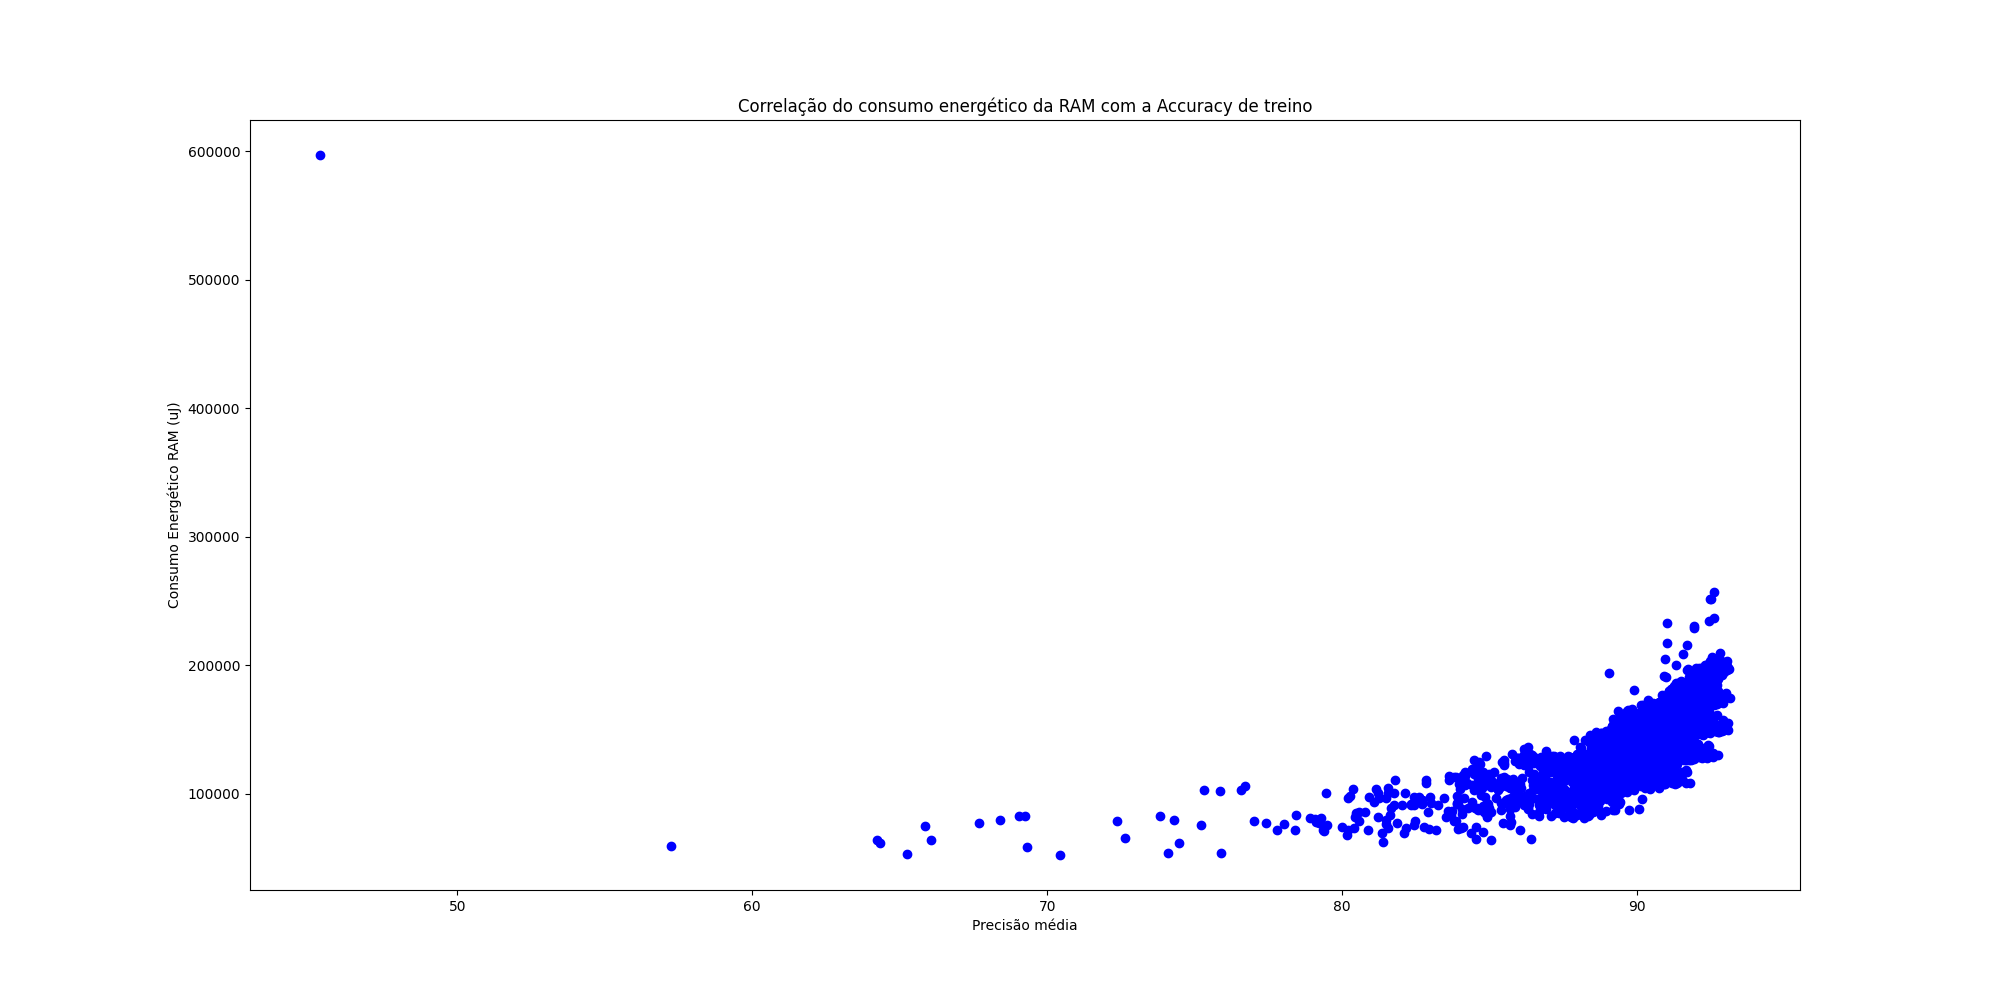 Correlação do consumo energético da RAM com a Accuracy de treino
600000
500000
400000
300000
200000
100000
Consumo Energético RAM (uJ)
50 60 70 80 90
Precisão média